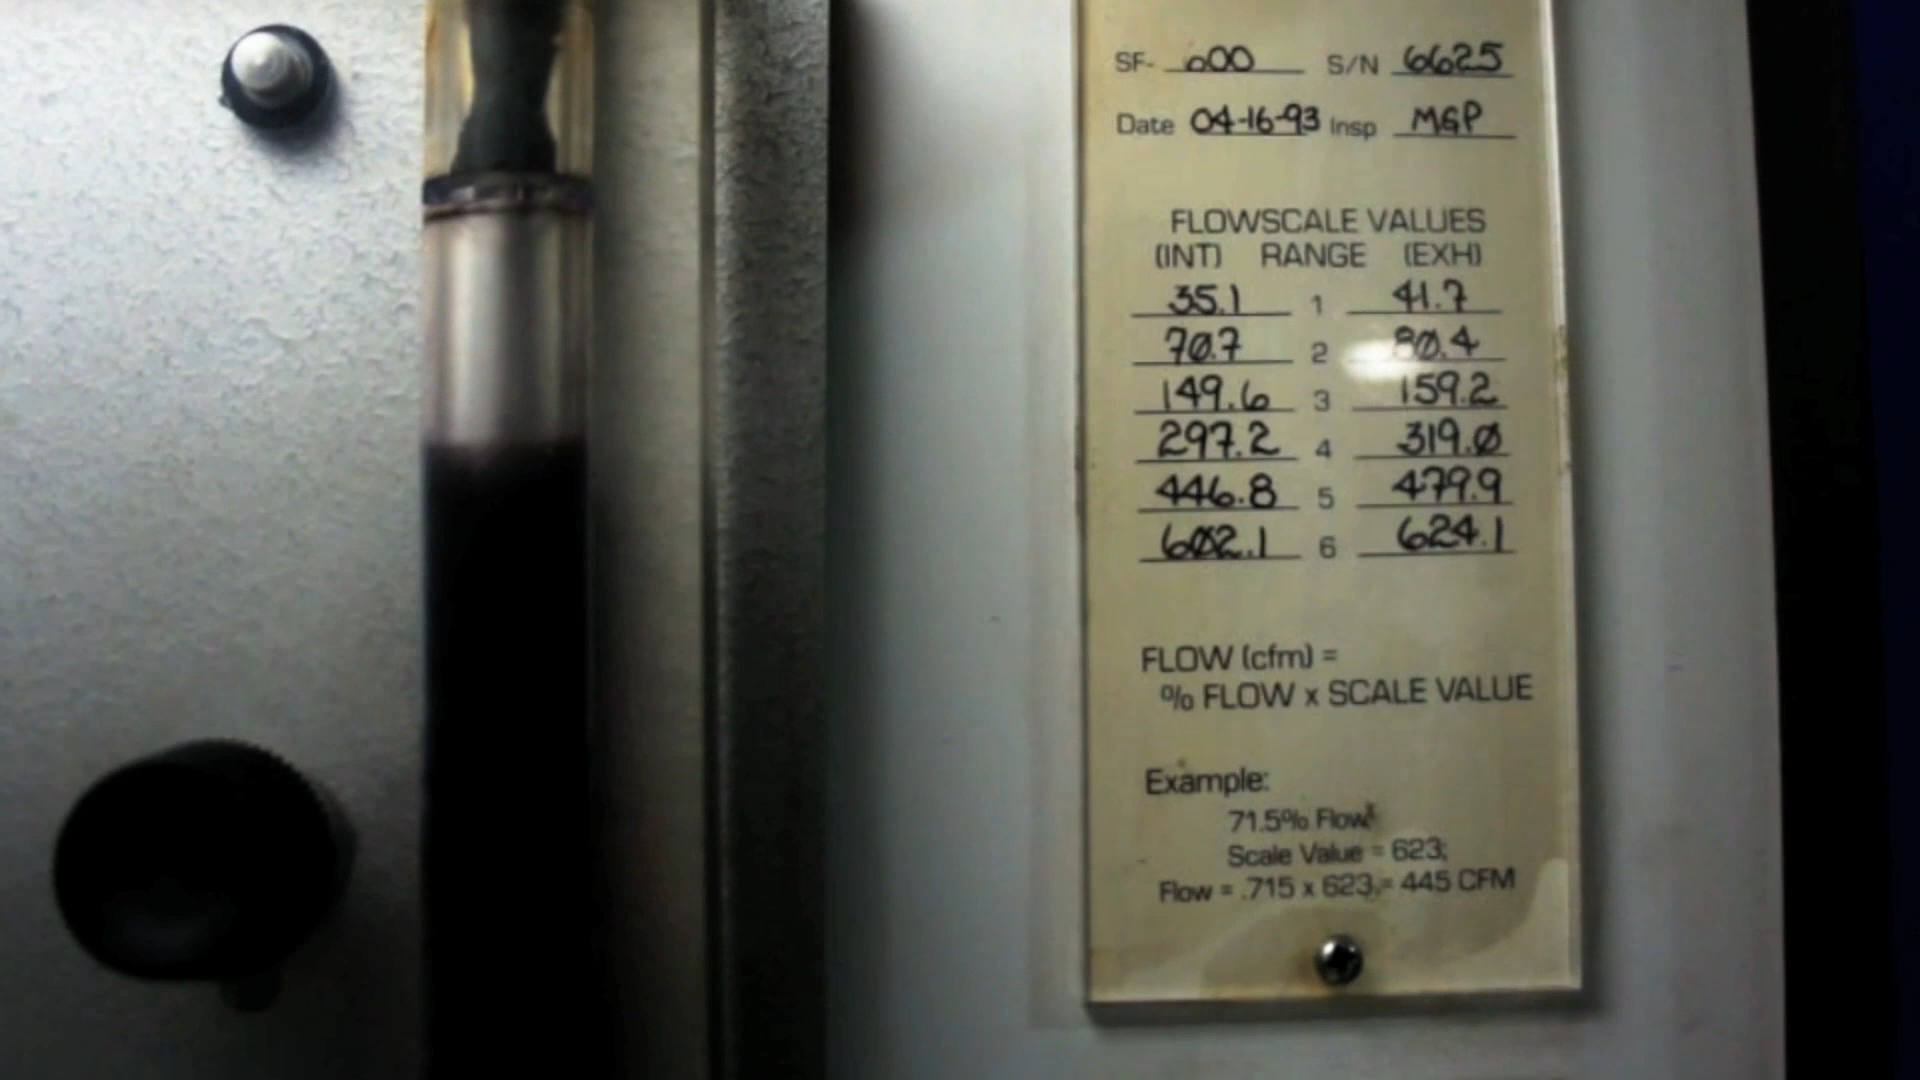 SF- 600 S/N 6625
Date 04-16-93 Insp MGP
FLOWSCALE VALUES
(INT) RANGE (EXH)
35.1 1 41.7
70.7 2 80.4
149.6 3 159.2
297.2 4 319.0
446.8 5 479.9
602.1 6 624.1
FLOW (cfm) =
% FLOW x SCALE VALUE
Example:
71.5% Flow
Scale Value = 623;
Flow = .715 x 623, = 445 CFM